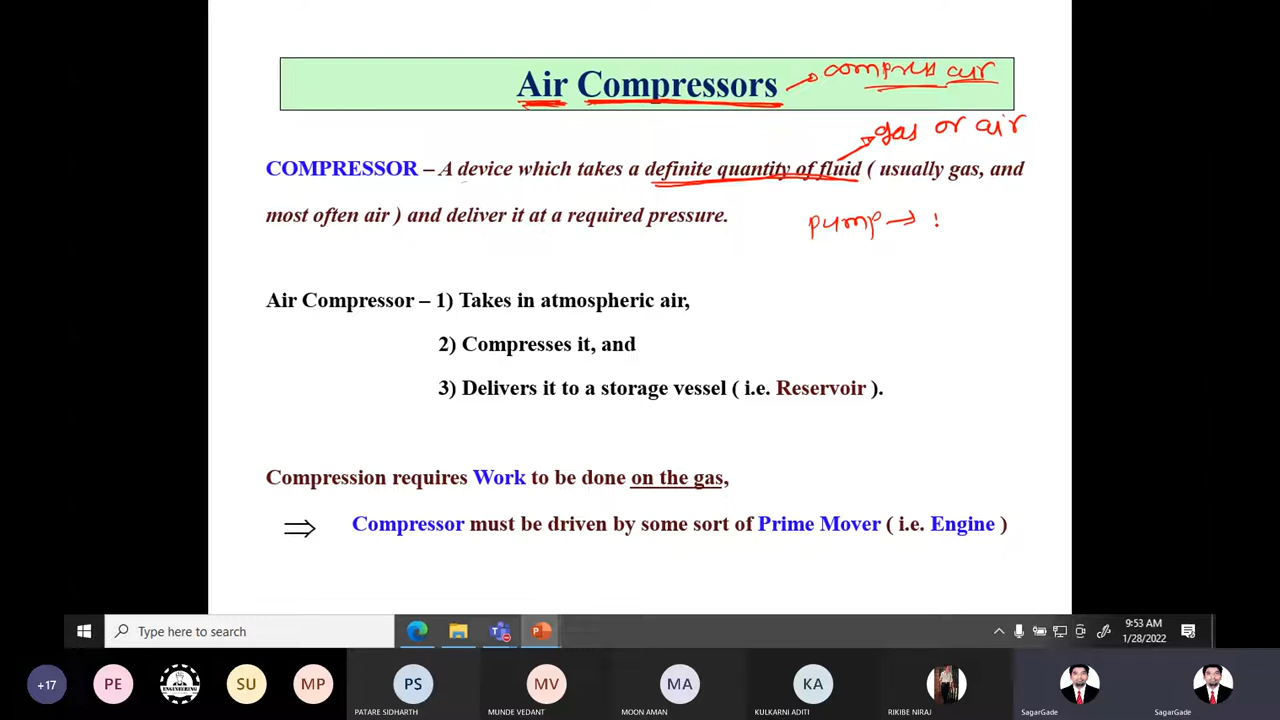 Air Compressors
compress air
gas or air
COMPRESSOR – A device which takes a definite quantity of fluid ( usually gas, and
most often air ) and deliver it at a required pressure.
pump →
Air Compressor – 1) Takes in atmospheric air,
2) Compresses it, and
3) Delivers it to a storage vessel ( i.e. Reservoir ).
Compression requires Work to be done on the gas,
⇒ Compressor must be driven by some sort of Prime Mover ( i.e. Engine )
Type here to search
9:53 AM
1/28/2022
+17 PE ENGINEERING SU MP PS MV MA KA
PATARE SIDHARTH MUNDE VEDANT MOON AMAN KULKARNI ADITI RIKIBE NIRAJ SagarGade SagarGade